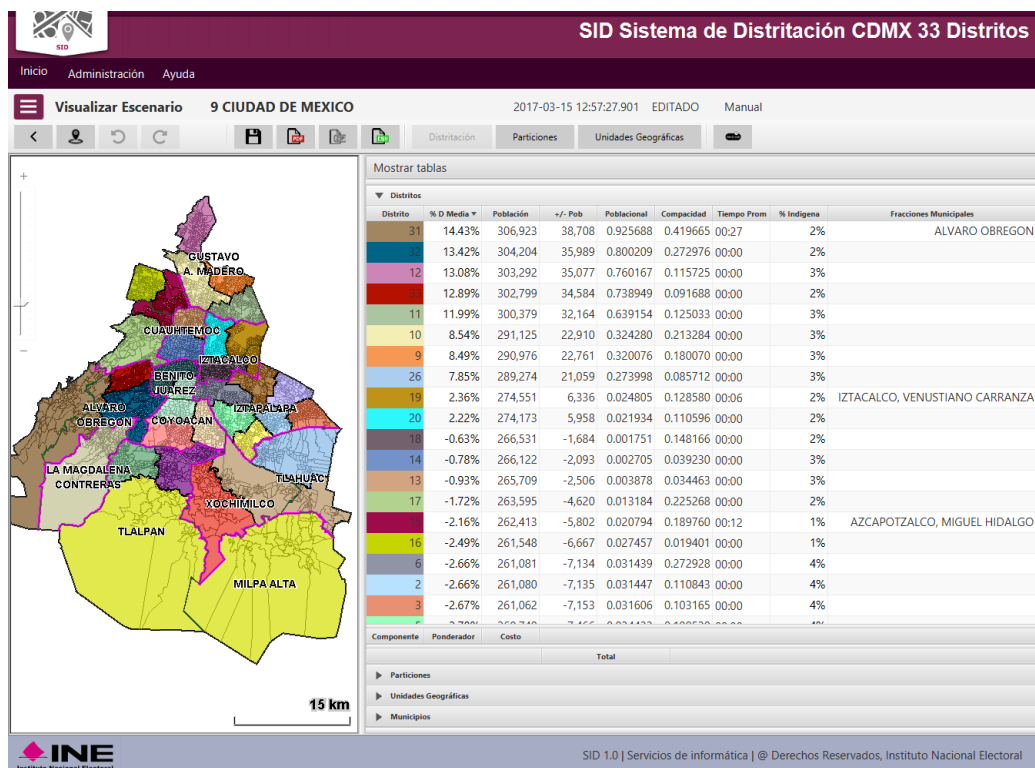 SID
SID Sistema de Distritación CDMX 33 Distritos
Inicio Administración Ayuda
Visualizar Escenario 9 CIUDAD DE MEXICO 2017-03-15 12:57:27.901 EDITADO Manual
Distritación Particiones Unidades Geográficas
GUSTAVO
A. MADERO
CUAUHTEMOC
IZTACALCO
BENITO
JUAREZ
ALVARO
OBREGON
COYOACAN
IZTAPALAPA
LA MAGDALENA
CONTRERAS
TLAHUAC
XOCHIMILCO
TLALPAN
MILPA ALTA
15 km
Mostrar tablas
Distritos
Distrito % D Media Población +/- Pob Poblacional Compacidad Tiempo Prom % Indigena Fracciones Municipales
31 14.43% 306,923 38,708 0.925688 0.419665 00:27 2% ALVARO OBREGON
32 13.42% 304,204 35,989 0.800209 0.272976 00:00 2%
12 13.08% 303,292 35,077 0.760167 0.115725 00:00 3%
12.89% 302,799 34,584 0.738949 0.091688 00:00 2%
11 11.99% 300,379 32,164 0.639154 0.125033 00:00 3%
10 8.54% 291,125 22,910 0.324280 0.213284 00:00 3%
9 8.49% 290,976 22,761 0.320076 0.180070 00:00 3%
26 7.85% 289,274 21,059 0.273998 0.085712 00:00 3%
19 2.36% 274,551 6,336 0.024805 0.128580 00:06 2% IZTACALCO, VENUSTIANO CARRANZA
20 2.22% 274,173 5,958 0.021934 0.110596 00:00 2%
18 -0.63% 266,531 -1,684 0.001751 0.148166 00:00 2%
14 -0.78% 266,122 -2,093 0.002705 0.039230 00:00 3%
13 -0.93% 265,709 -2,506 0.003878 0.034463 00:00 3%
17 -1.72% 263,595 -4,620 0.013184 0.225268 00:00 2%
15 -2.16% 262,413 -5,802 0.020794 0.189760 00:12 1% AZCAPOTZALCO, MIGUEL HIDALGO
16 -2.49% 261,548 -6,667 0.027457 0.019401 00:00 1%
6 -2.66% 261,081 -7,134 0.031439 0.272928 00:00 4%
2 -2.66% 261,080 -7,135 0.031447 0.110843 00:00 4%
3 -2.67% 261,062 -7,153 0.031606 0.103165 00:00 4%
Componente Ponderador Costo
Total
Particiones
Unidades Geográficas
Municipios
INE
Instituto Nacional Electoral
SID 1.0 | Servicios de informática | @ Derechos Reservados, Instituto Nacional Electoral